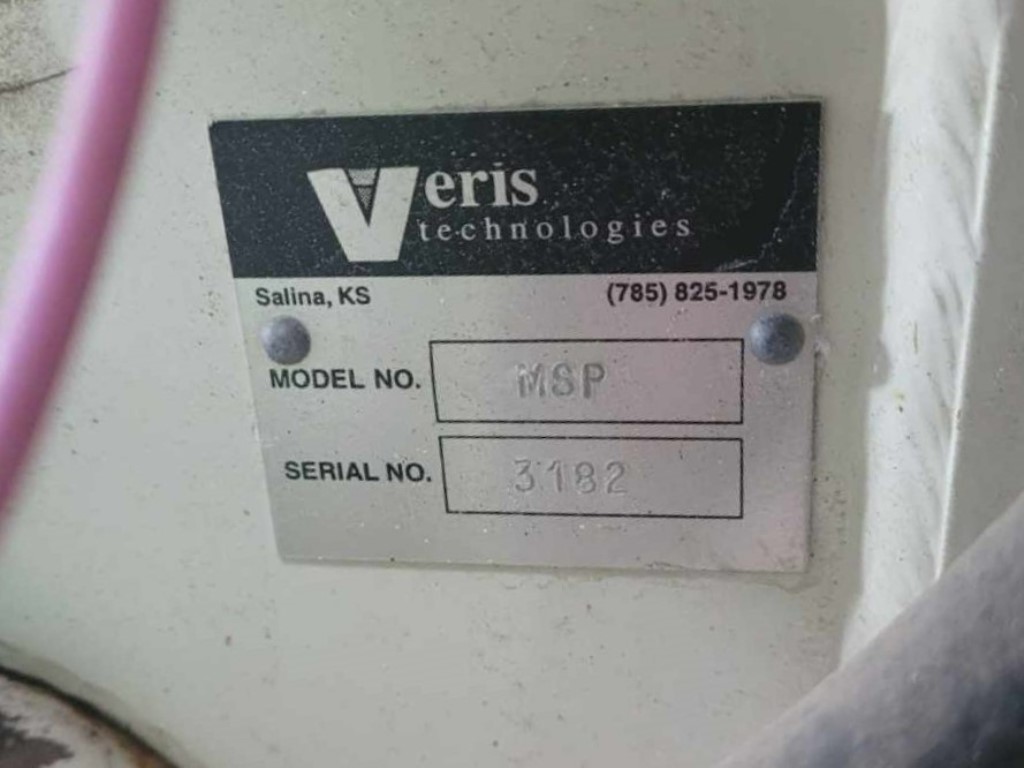 Veris
technologies
Salina, KS (785) 825-1978
MODEL NO. MSP
SERIAL NO. 3182